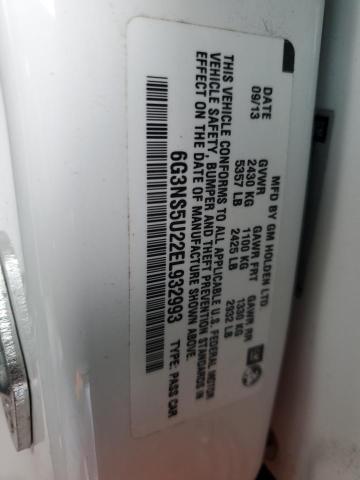 MFD BY GM HOLDEN LTD
DATE GVWR GAWR FRT GAWR RR
09/13 2430 KG 1100 KG 1330 KG
5357 LB 2425 LB 2932 LB
THIS VEHICLE CONFORMS TO ALL APPLICABLE U.S. FEDERAL MOTOR
VEHICLE SAFETY, BUMPER AND THEFT PREVENTION STANDARDS IN
EFFECT ON THE DATE OF MANUFACTURE SHOWN ABOVE.
6G3NS5U22EL932993 TYPE: PASS CAR